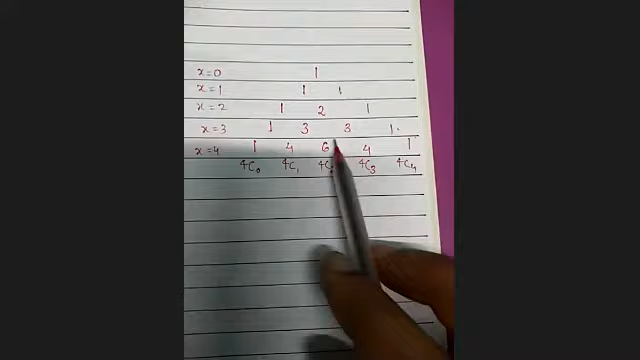 x=0 1
x=1 1 1
x=2 1 2 1
x=3 1 3 3 1
x=4 1 4 6 4 1
⁴C₀ ⁴C₁ ⁴C ⁴C₃ ⁴C₄